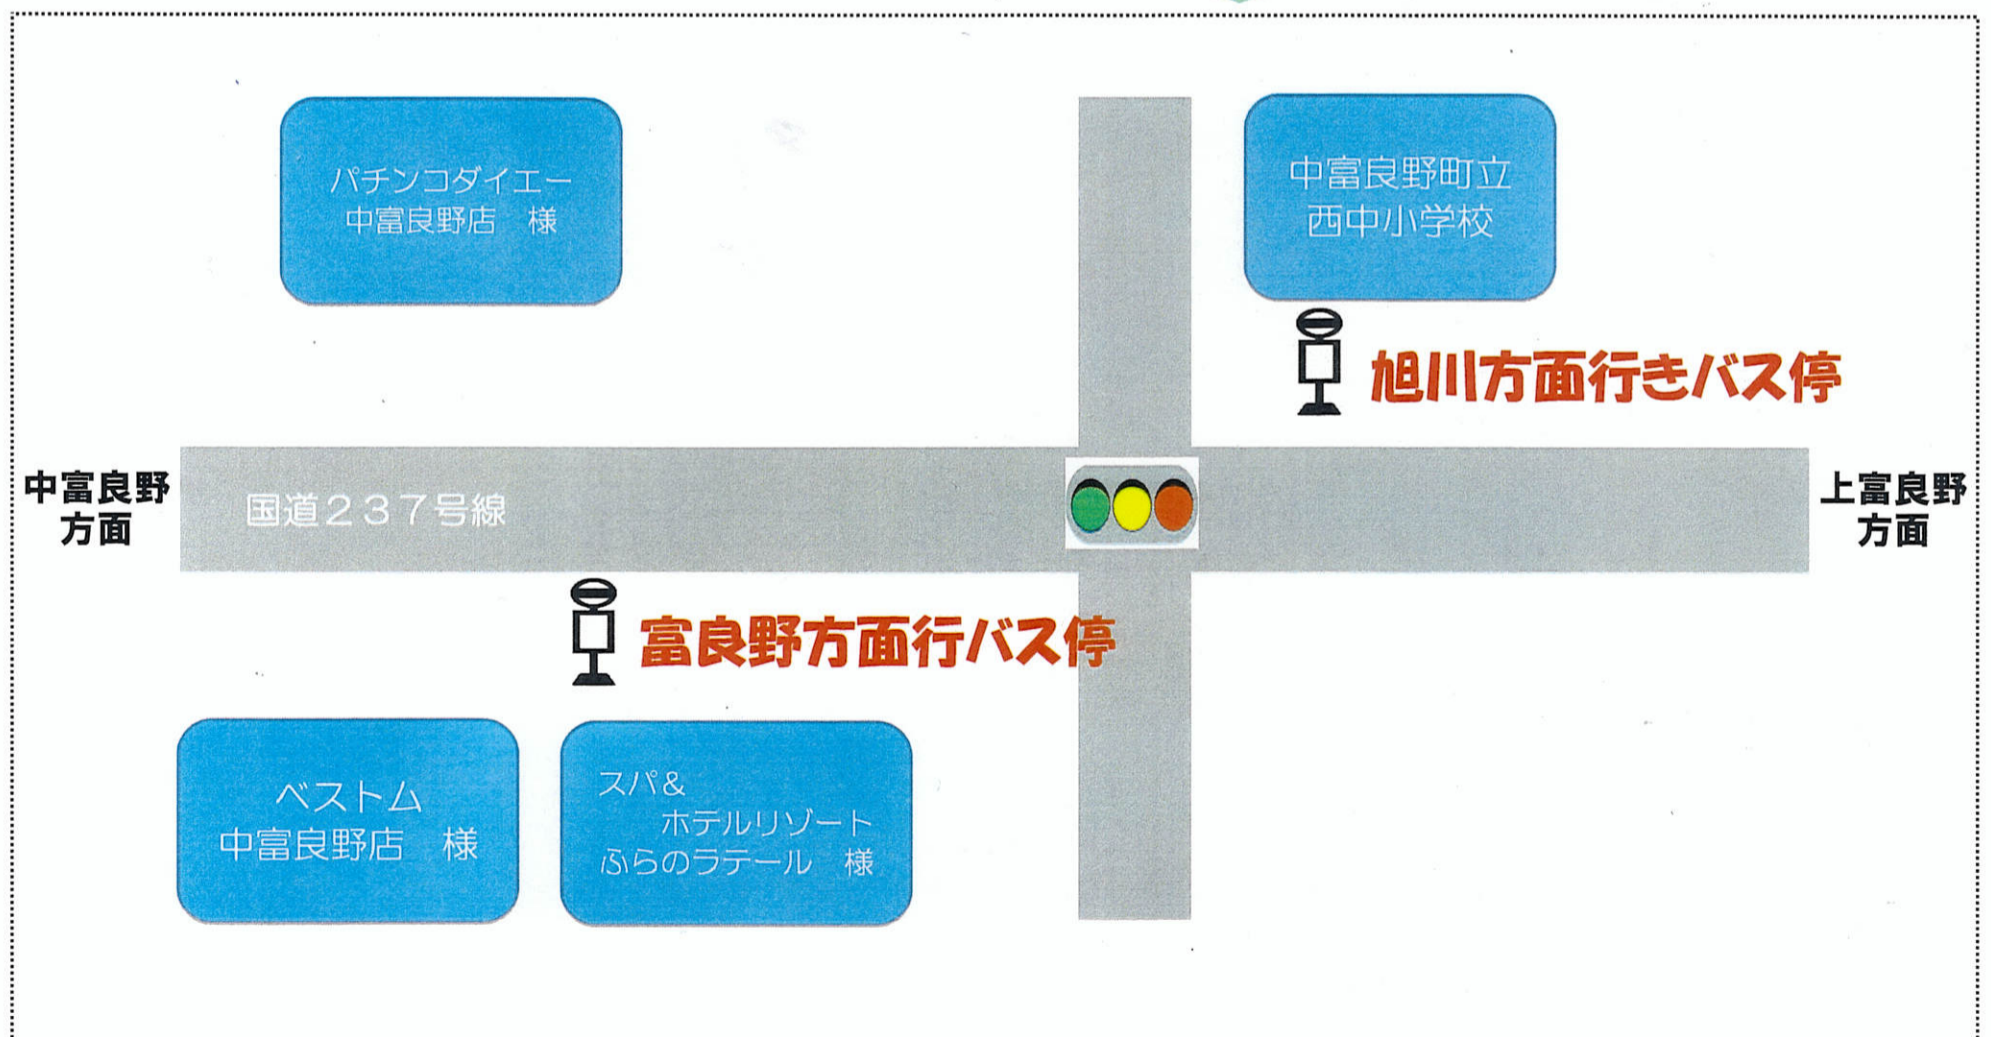 パチンコダイエー
中富良野店　様
中富良野町立
西中小学校
旭川方面行きバス停
中富良野
方面
国道２３７号線
上富良野
方面
富良野方面行バス停
ベストム
中富良野店　様
スパ＆
ホテルリゾート
ふらのラテール　様